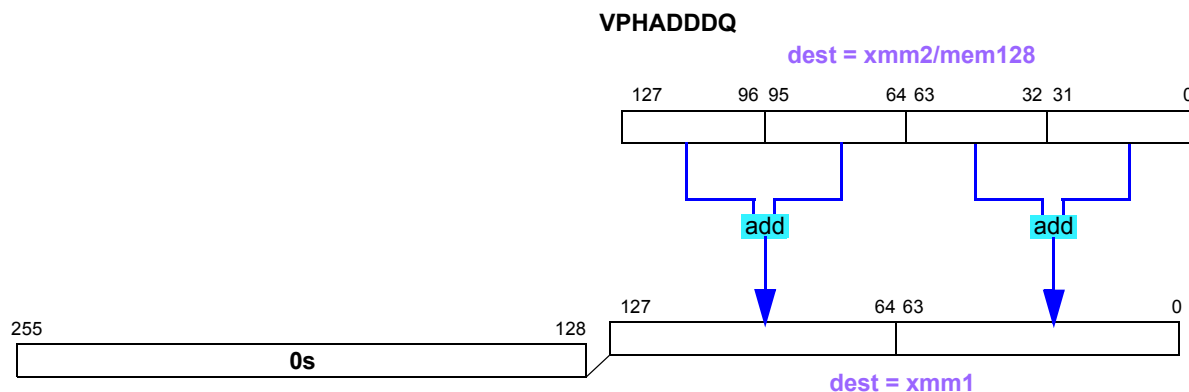 VPHADDDQ
dest = xmm2/mem128
127 96 95 64 63 32 31 0
add add
127 64 63 0
255 128
0s
dest = xmm1